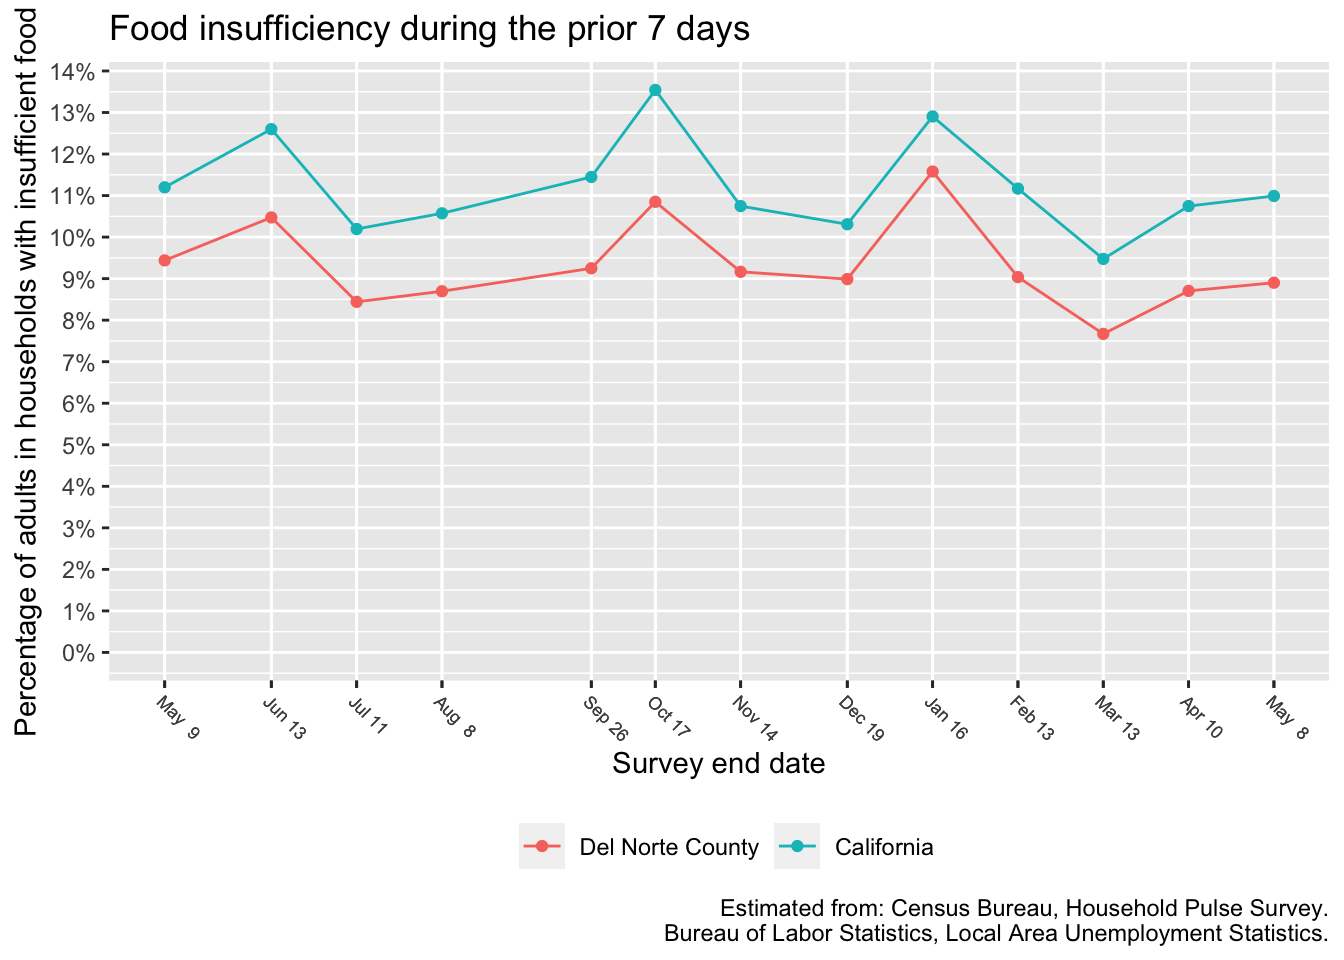 Food insufficiency during the prior 7 days
Percentage of adults in households with insufficient food
14%
13%
12%
11%
10%
9%
8%
7%
6%
5%
4%
3%
2%
1%
0%
May 9
Jun 13
Jul 11
Aug 8
Sep 26
Oct 17
Nov 14
Dec 19
Jan 16
Feb 13
Mar 13
Apr 10
May 8
Survey end date
Del Norte County
California
Estimated from: Census Bureau, Household Pulse Survey.
Bureau of Labor Statistics, Local Area Unemployment Statistics.